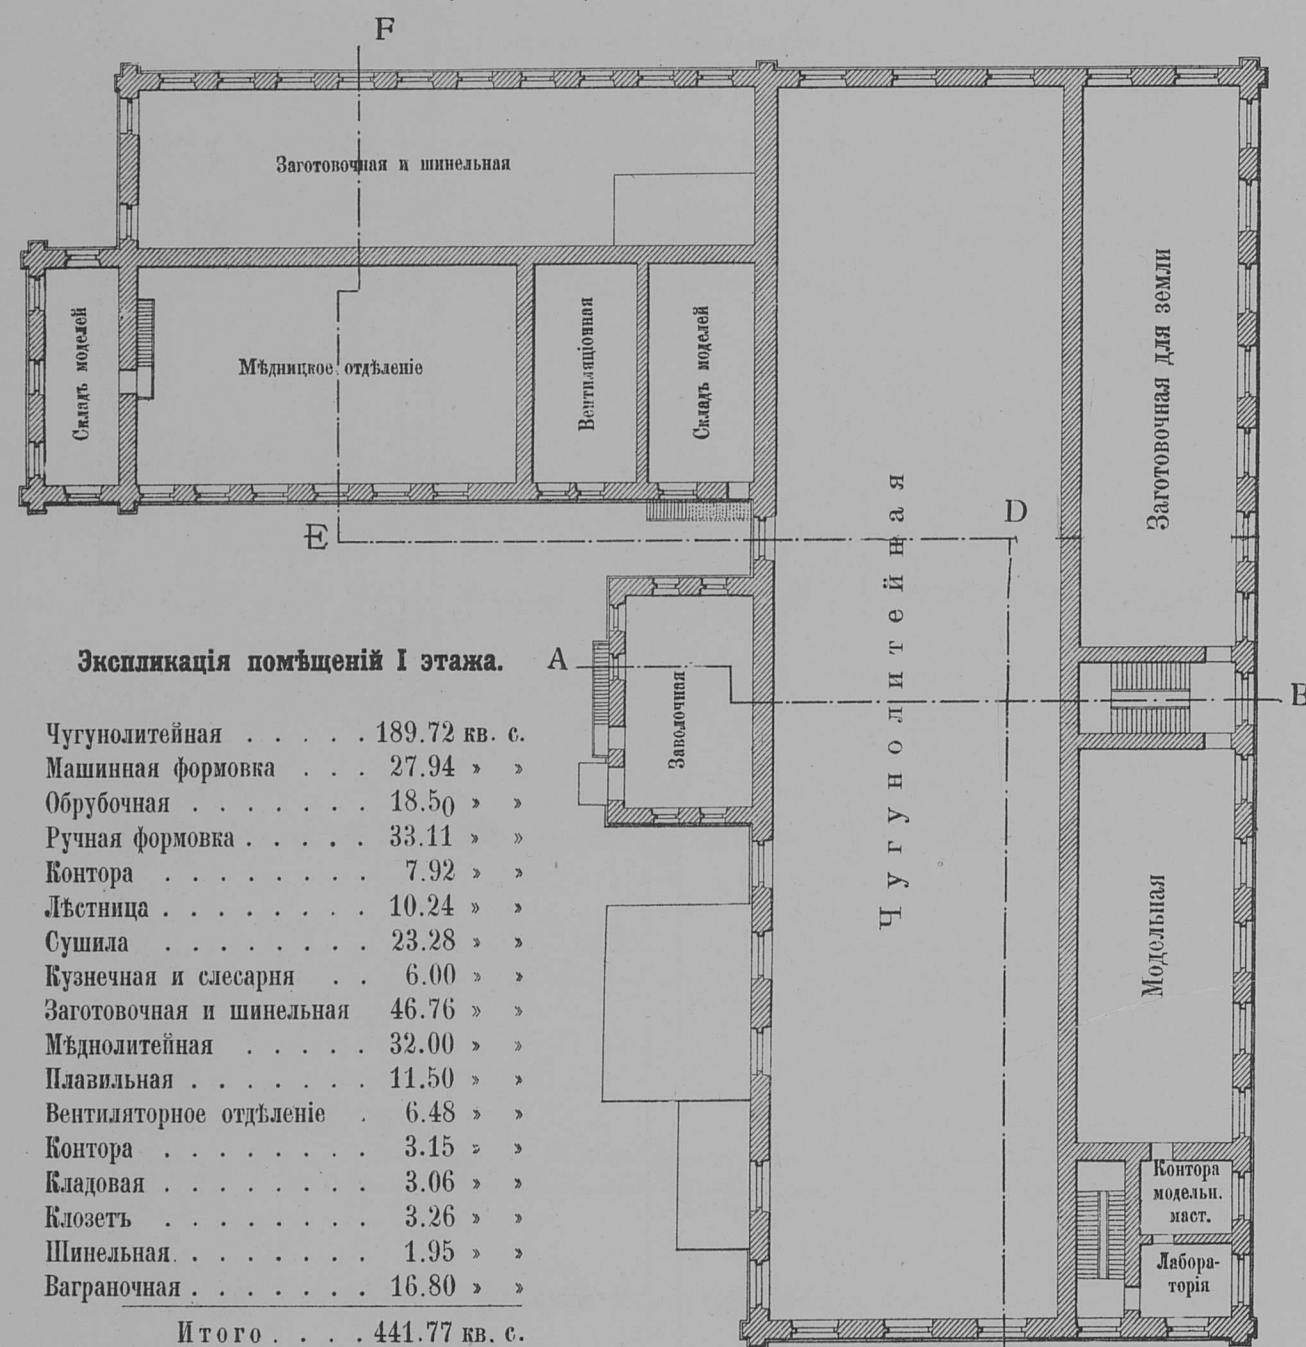 F
Заготовочная и шинельная
Складъ моделей
Мѣдницкое отдѣленіе
Вентиляціонная
Складъ моделей
Заготовочная для земли
E
D
Чугунолитейная
A
B
Заволочная
Модельная
Контора
модельн.
маст.
Лабора-
торія
Экспликація помѣщеній I этажа.
Чугунолитейная . . . . . 189.72 кв. с.
Машинная формовка . . . 27.94 » »
Обрубочная . . . . . . . 18.50 » »
Ручная формовка . . . . . 33.11 » »
Контора . . . . . . . . 7.92 » »
Лѣстница . . . . . . . . 10.24 » »
Сушила . . . . . . . . 23.28 » »
Кузнечная и слесарня . . 6.00 » »
Заготовочная и шинельная 46.76 » »
Мѣднолитейная . . . . . 32.00 » »
Плавильная . . . . . . . 11.50 » »
Вентиляторное отдѣленіе . 6.48 » »
Контора . . . . . . . . 3.15 » »
Кладовая . . . . . . . . 3.06 » »
Клозетъ . . . . . . . . 3.26 » »
Шинельная . . . . . . . 1.95 » »
Ваграночная . . . . . . . 16.80 » »
Итого . . . . 441.77 кв. с.